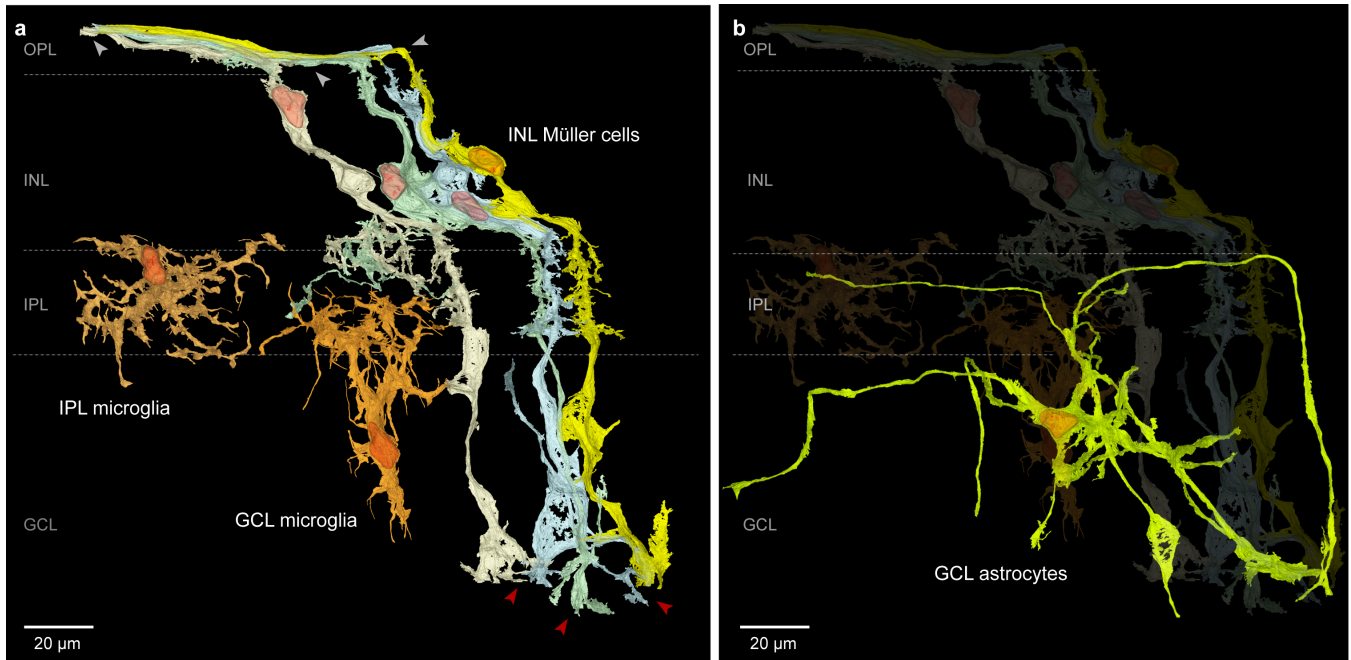 a
OPL
INL Müller cells
INL
IPL
IPL microglia
GCL microglia
GCL
20 µm
b
OPL
INL
IPL
GCL
GCL astrocytes
20 µm